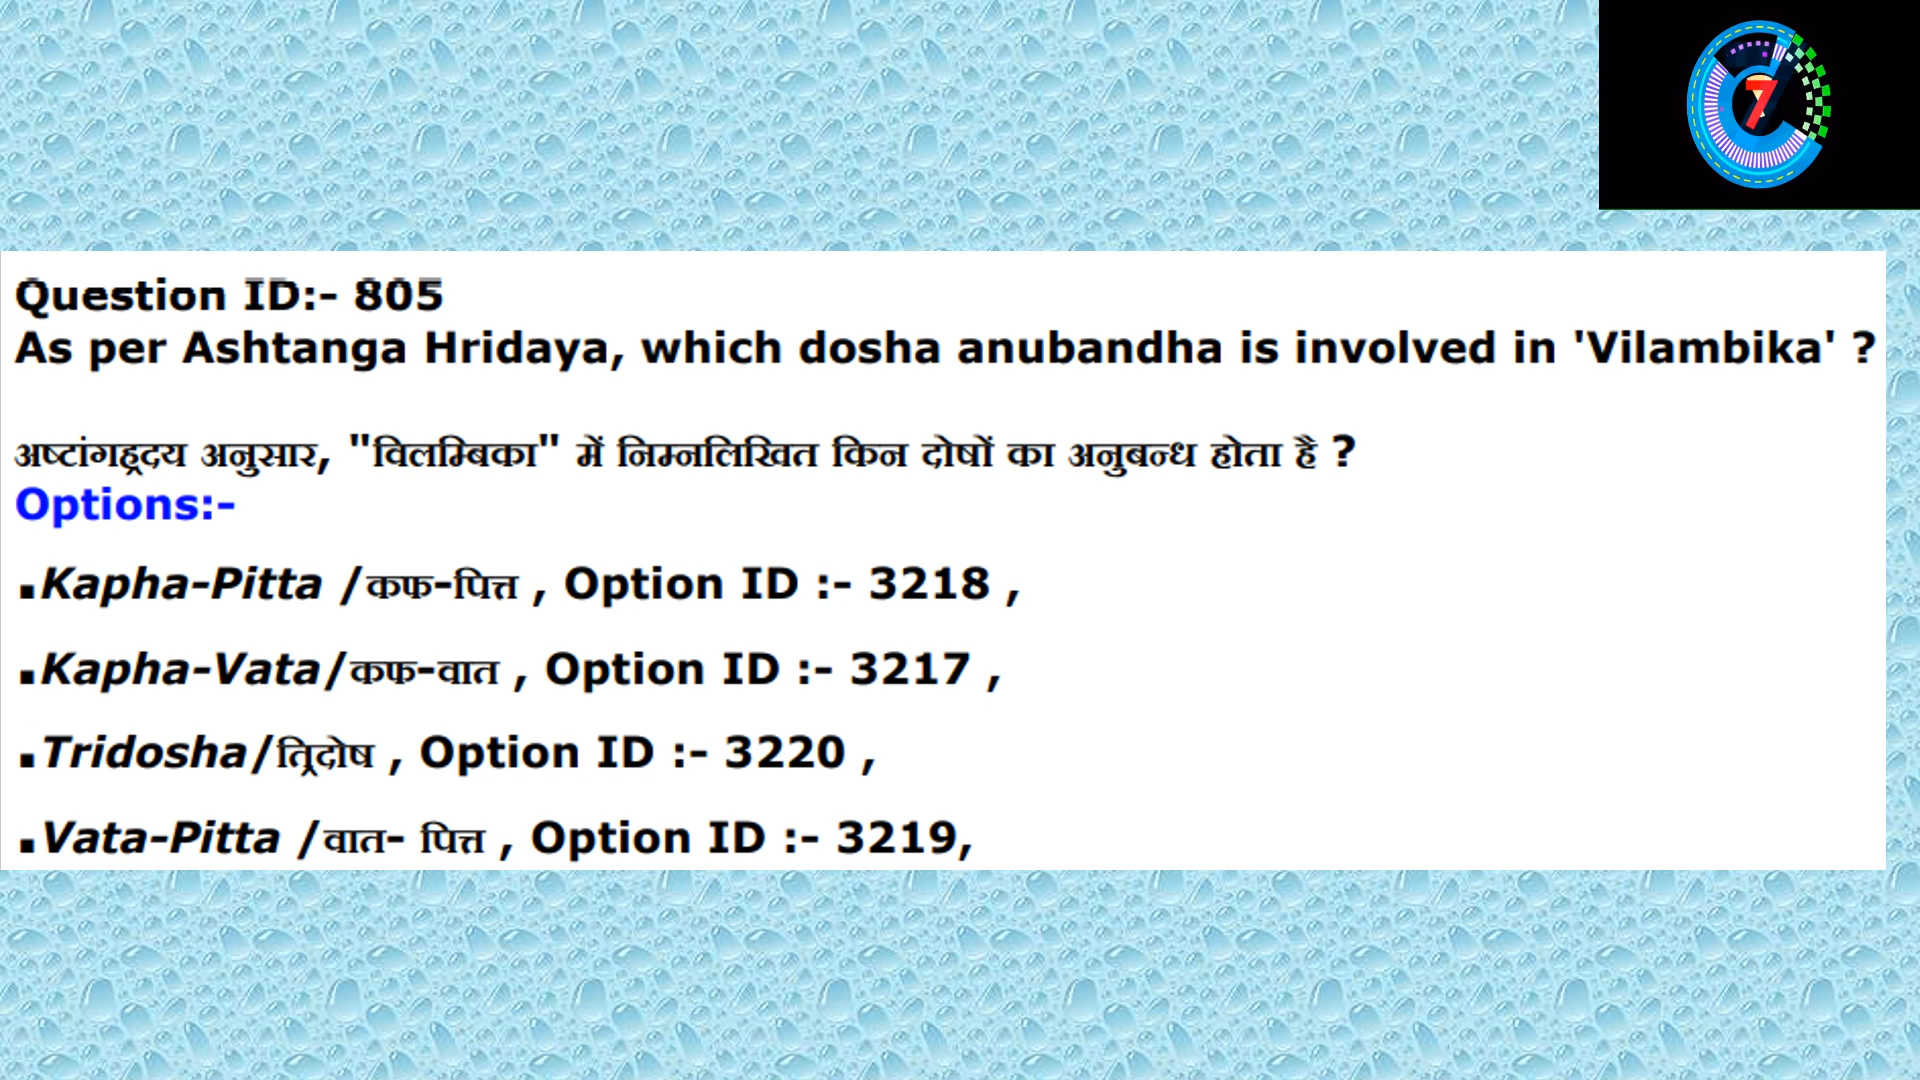 7
Question ID:- 805
As per Ashtanga Hridaya, which dosha anubandha is involved in 'Vilambika' ?
अष्टांगहृदय अनुसार, "विलम्बिका" में निम्नलिखित किन दोषों का अनुबन्ध होता है ?
Options:-
▪Kapha-Pitta /कफ-पित्त , Option ID :- 3218 ,
▪Kapha-Vata/कफ-वात , Option ID :- 3217 ,
▪Tridosha/त्रिदोष , Option ID :- 3220 ,
▪Vata-Pitta /वात- पित्त , Option ID :- 3219,